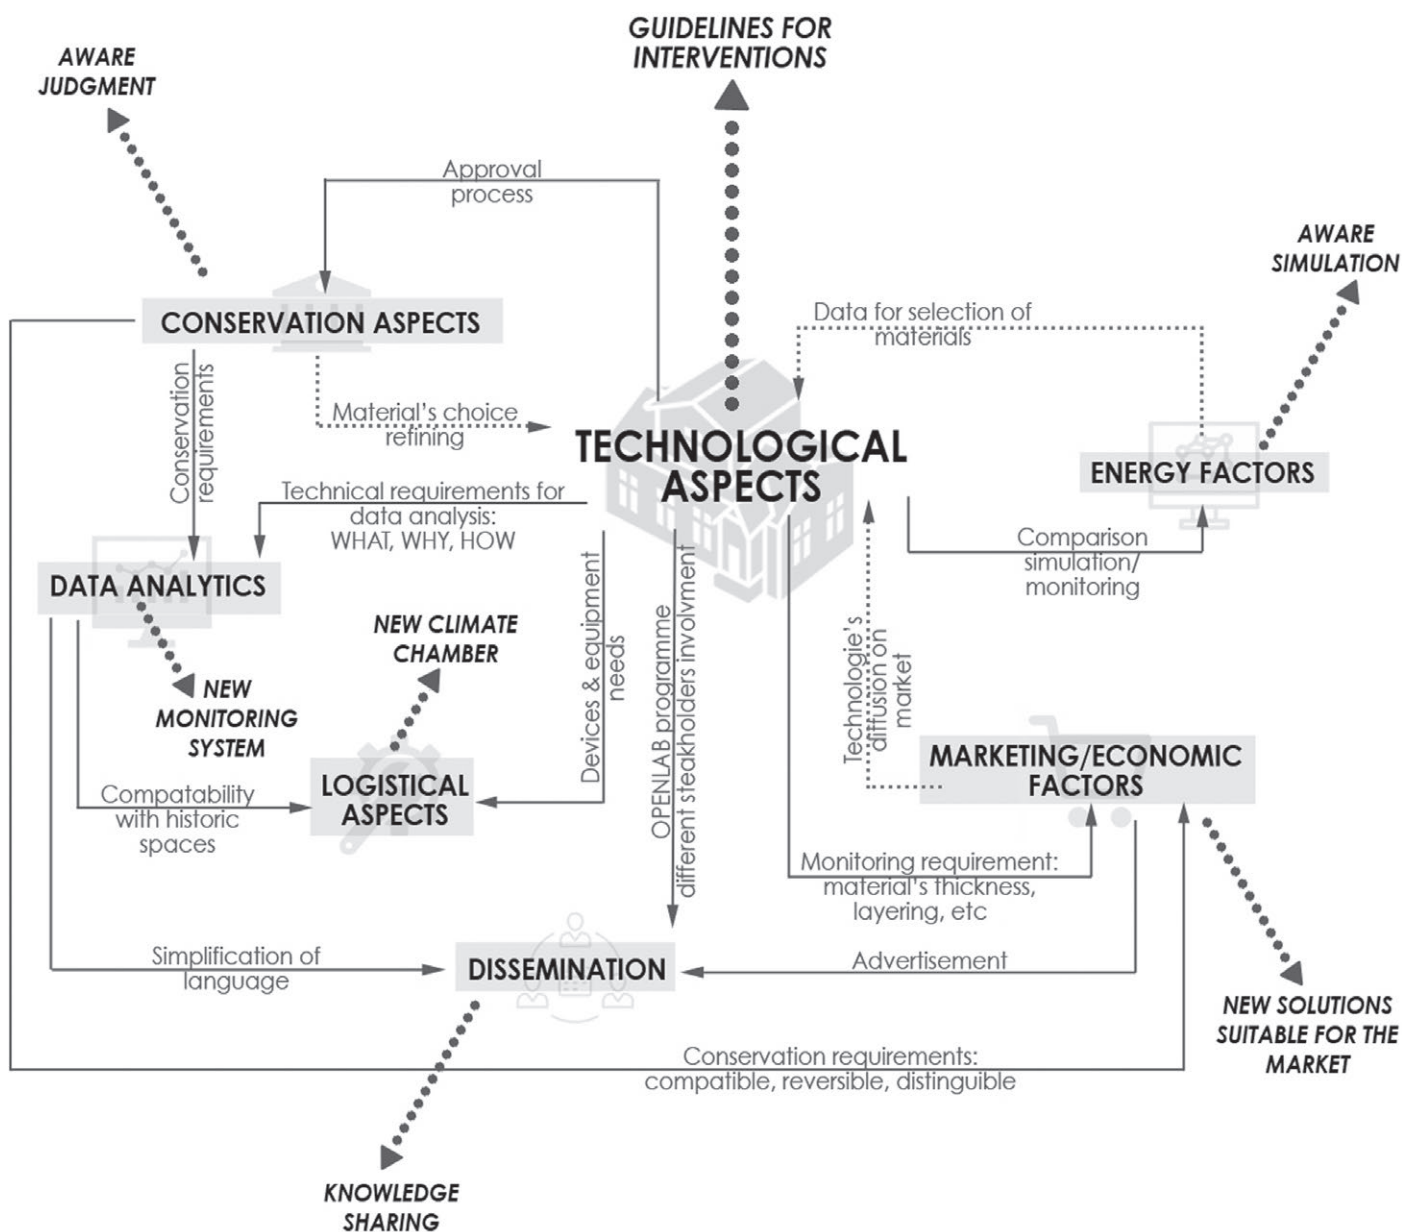 GUIDELINES FOR
INTERVENTIONS
AWARE
JUDGMENT
Approval
process
AWARE
SIMULATION
CONSERVATION ASPECTS
Data for selection of
materials
Conservation
requirements
Material's choice
refining
TECHNOLOGICAL
ASPECTS
ENERGY FACTORS
Technical requirements for
data analysis:
WHAT, WHY, HOW
Comparison
simulation/
monitoring
DATA ANALYTICS
NEW CLIMATE
CHAMBER
Devices & equipment
needs
OPENLAB programme
different steakholders involvment
Technologie's
diffusion on
market
NEW
MONITORING
SYSTEM
MARKETING/ECONOMIC
FACTORS
LOGISTICAL
ASPECTS
Compatability
with historic
spaces
Monitoring requirement:
material's thickness,
layering, etc
Simplification of
language
DISSEMINATION
Advertisement
NEW SOLUTIONS
SUITABLE FOR THE
MARKET
Conservation requirements:
compatible, reversible, distinguible
KNOWLEDGE
SHARING